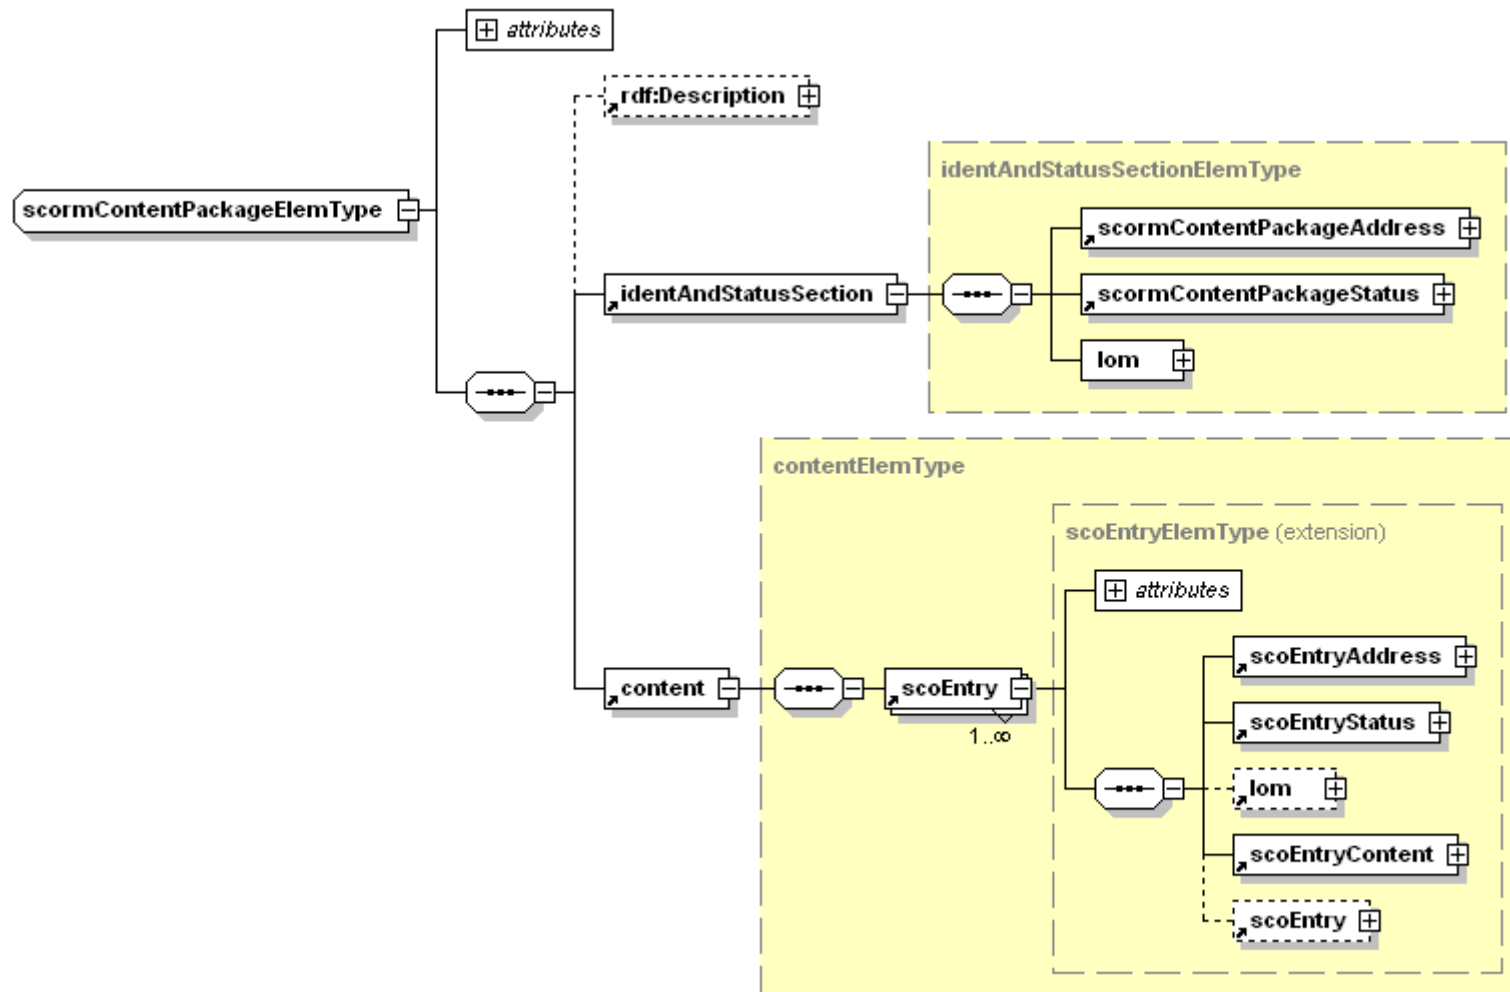 attributes
rdf:Description
identAndStatusSectionElemType
scormContentPackageElemType
scormContentPackageAddress
identAndStatusSection
scormContentPackageStatus
lom
contentElemType
scoEntryElemType (extension)
attributes
scoEntryAddress
content
scoEntry
1..∞
scoEntryStatus
lom
scoEntryContent
scoEntry